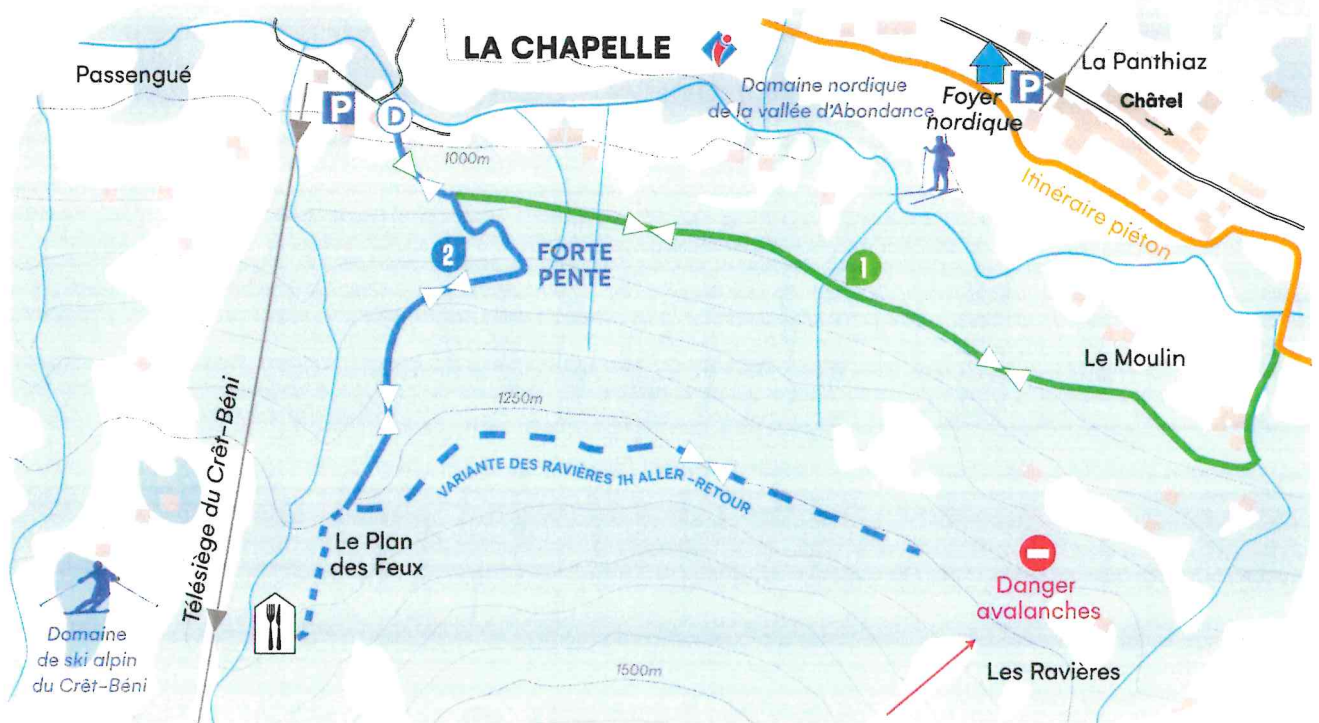 LA CHAPELLE
Passengué
P
D
Domaine nordique
de la vallée d'Abondance
Foyer
nordique
P
La Panthiaz
Châtel
Itinéraire piéton
1000m
2
FORTE
PENTE
1
Le Moulin
1250m
VARIANTE DES RAVIÈRES 1H ALLER-RETOUR
Télésiège du Crêt-Béni
Le Plan
des Feux
Danger
avalanches
Les Ravières
Domaine
de ski alpin
du Crêt-Béni
1500m